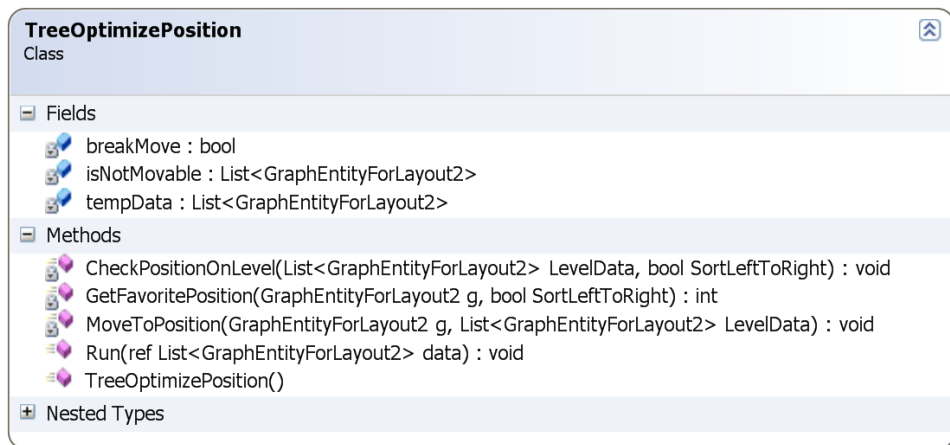 TreeOptimizePosition
Class
Fields
breakMove : bool
isNotMovable : List<GraphEntityForLayout2>
tempData : List<GraphEntityForLayout2>
Methods
CheckPositionOnLevel(List<GraphEntityForLayout2> LevelData, bool SortLeftToRight) : void
GetFavoritePosition(GraphEntityForLayout2 g, bool SortLeftToRight) : int
MoveToPosition(GraphEntityForLayout2 g, List<GraphEntityForLayout2> LevelData) : void
Run(ref List<GraphEntityForLayout2> data) : void
TreeOptimizePosition()
Nested Types